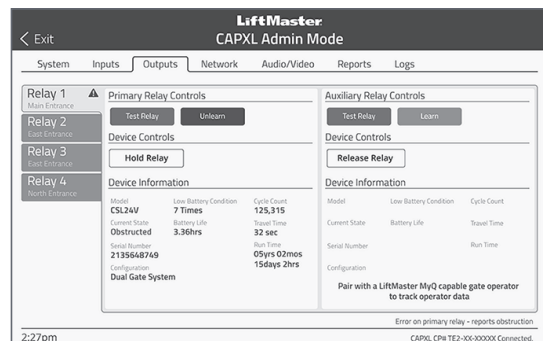 LiftMaster
< Exit
CAPXL Admin Mode
System Inputs Outputs Network Audio/Video Reports Logs
Relay 1
Main Entrance
Relay 2
East Entrance
Relay 3
East Entrance
Relay 4
North Entrance
Primary Relay Controls
Test Relay Unlearn
Device Controls
Hold Relay
Device Information
Model Low Battery Condition Cycle Count
CSL24V 7 Times 125,315
Current State Battery Life Travel Time
Obstructed 3.36hrs 32 sec
Serial Number Run Time
2135648749 05yrs 02mos
15days 2hrs
Configuration
Dual Gate System
Auxiliary Relay Controls
Test Relay Learn
Device Controls
Release Relay
Device Information
Model Low Battery Condition Cycle Count
Current State Battery Life Travel Time
Serial Number Run Time
Configuration
Pair with a LiftMaster MyQ capable gate operator
to track operator data
Error on primary relay - reports obstruction
2:27pm
CAPXL CP# TE2-XX-XXXXX Connected.